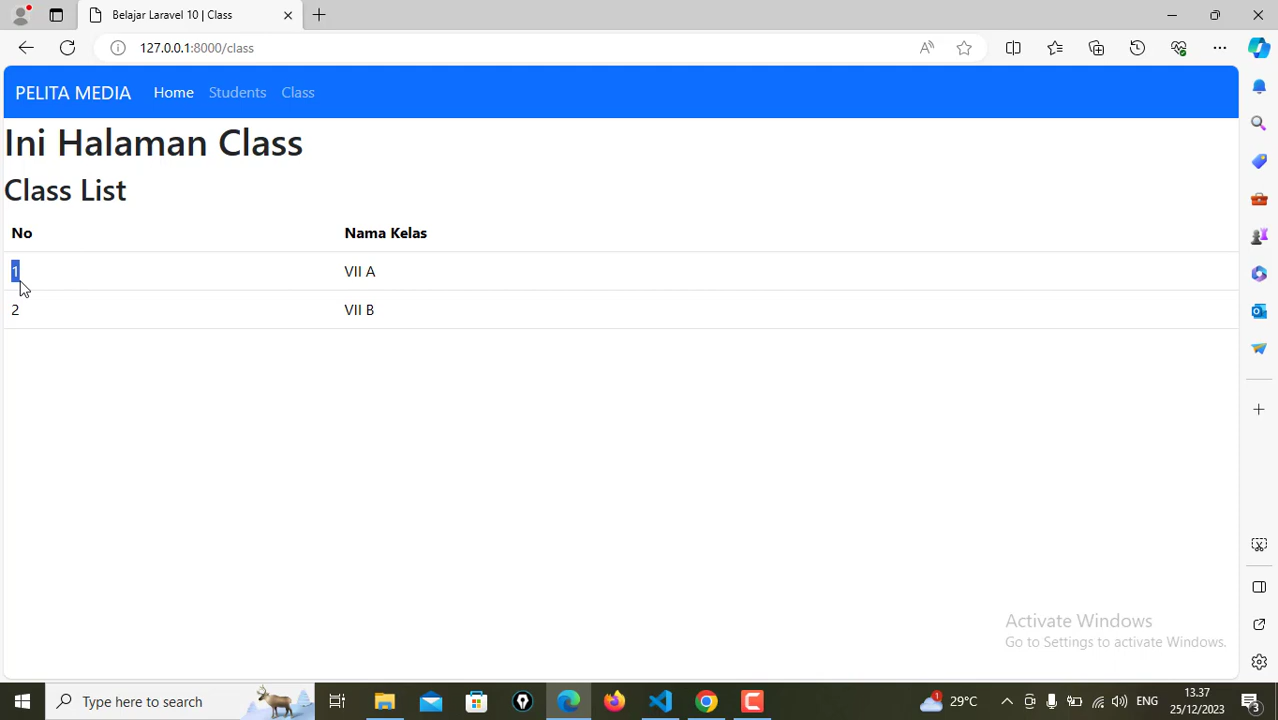 Belajar Laravel 10 | Class
127.0.0.1:8000/class
PELITA MEDIA Home Students Class
Ini Halaman Class
Class List
No Nama Kelas
1 VII A
2 VII B
Activate Windows
Go to Settings to activate Windows.
Type here to search
1 29°C ENG 13.37
25/12/2023 3